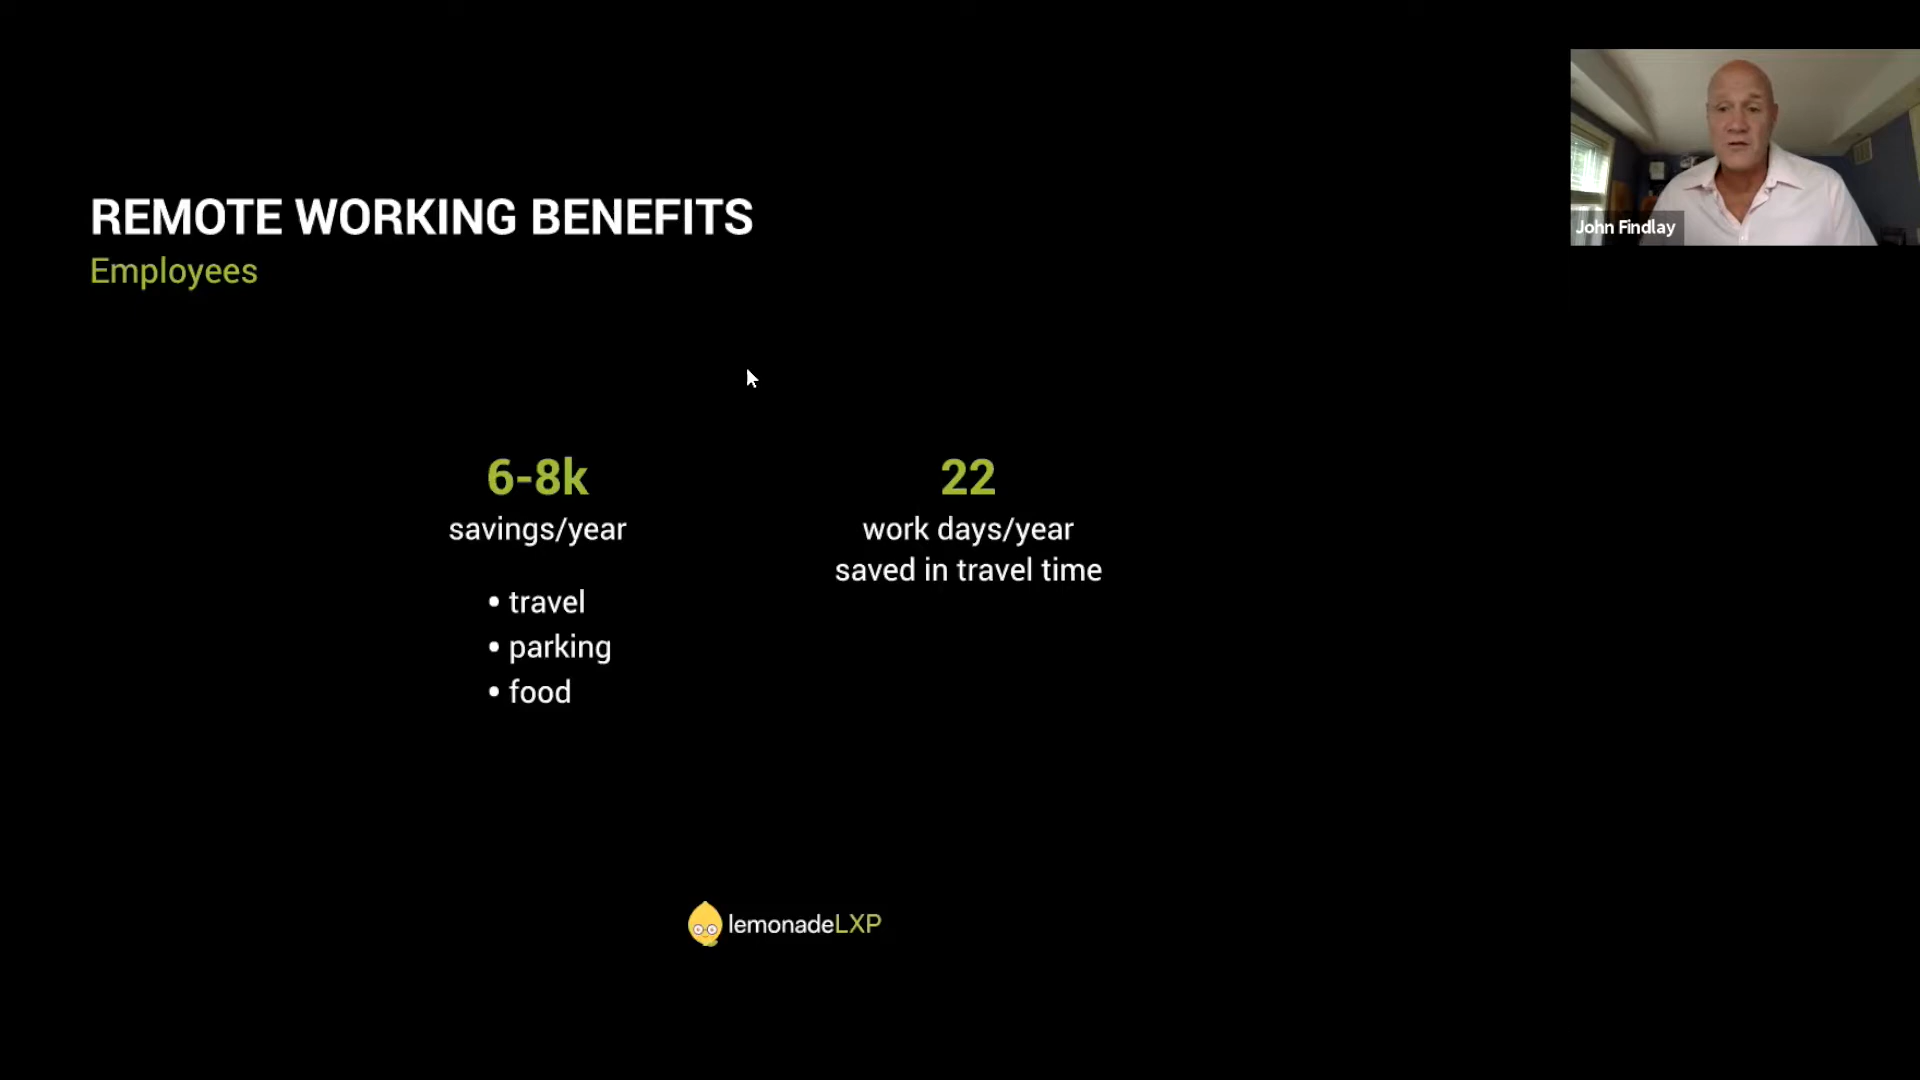 REMOTE WORKING BENEFITS
Employees
John Findlay
6-8k
savings/year
• travel
• parking
• food
22
work days/year
saved in travel time
lemonadeLXP